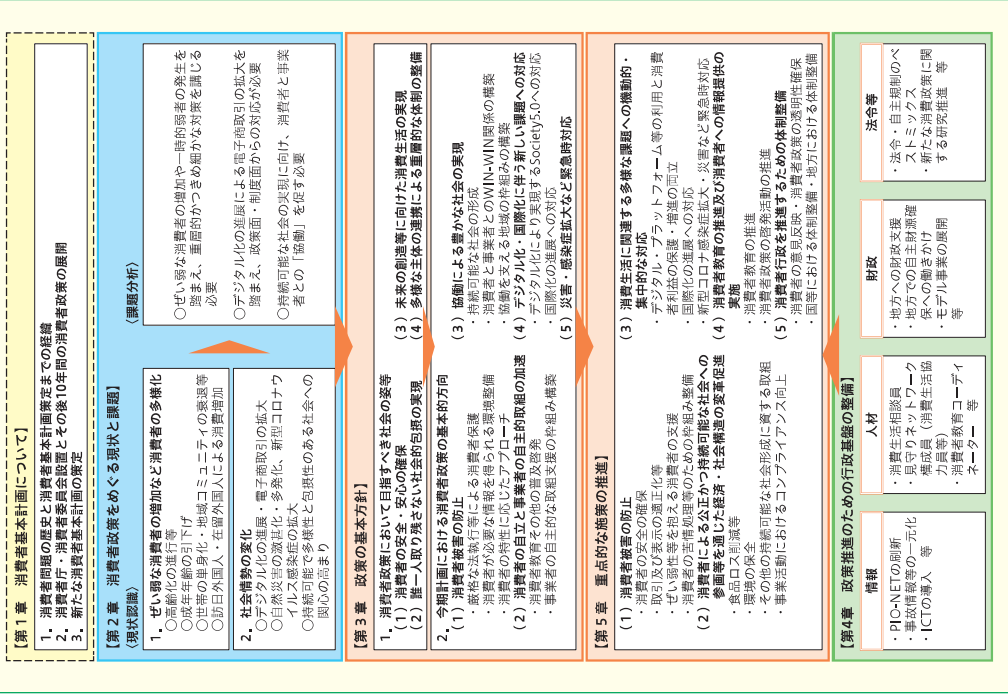 【第１章　消費者基本計画について】
1．消費者問題の歴史と消費者基本計画策定までの経緯
2．消費者庁・消費者委員会設置とその後10年間の消費者政策の展開
3．新たな消費者基本計画の策定
【第２章　消費者政策をめぐる現状と課題】
〈現状認識〉
1．ぜい弱な消費者の増加など消費者の多様化
○高齢化の進行等
○成年年齢の引下げ
○世帯の単身化・地域コミュニティの衰退等
訪日外国人・在留外国人による消費増加
2．社会情勢の変化
○デジタル化の進展・電子商取引の拡大
○自然災害の激甚化・多発化、新型コロナウ
イルス感染症の拡大
○持続可能で多様性と包摂性のある社会への
関心の高まり
〈課題分析〉
○ぜい弱な消費者の増加や一時的弱者の発生を
踏まえ、重層的かつきめ細かな対策を講じる
必要
○デジタル化の進展による電子商取引の拡大を
踏まえ、政策面・制度面からの対応が必要
○持続可能な社会の実現に向け、消費者と事業
者との「協働」を促す必要
【第３章　政策の基本方針】
1．消費者政策において目指すべき社会の姿等
（１）消費者の安全・安心の確保
（２）誰一人取り残さない社会的包摂の実現
（３）未来の創造等に向けた消費生活の実現
（４）多様な主体の連携による重層的な体制の整備
2．今期計画における消費者政策の基本的方向
（１）消費者被害の防止
・厳格な法執行等による消費者保護
・消費者が必要な情報を得られる環境整備
・消費者の特性に応じたアプローチ
（２）消費者の自立と事業者の自主的取組の加速
・消費者教育その他の普及啓発
・事業者の自主的な取組支援の枠組み構築
（３）協働による豊かな社会の実現
・持続可能な社会の形成
・消費者と事業者とのWIN-WIN関係の構築
・協働を支える地域の枠組みの構築
（４）デジタル化・国際化に伴う新しい課題への対応
・デジタル化により実現するSociety5.0への対応
・国際化の進展への対応
（５）災害・感染症拡大など緊急時対応
【第５章　重点的な施策の推進】
（１）消費者被害の防止
・消費者の安全の確保
・取引及び表示の適正化等
・ぜい弱性等を抱える消費者の支援
・消費者の苦情処理等のための枠組み整備
（２）消費者による公正かつ持続可能な社会への
参画等を通じた経済・社会構造の変革促進
・食品ロス削減等
・環境の保全
・その他の持続可能な社会形成に資する取組
・事業活動におけるコンプライアンス向上
（３）消費生活に関連する多様な課題への機動的・
集中的な対応
・デジタル・プラットフォーム等の利用と消費
者利益の保護・増進の両立
・国際化の進展への対応
・新型コロナ感染症拡大・災害など緊急時対応
（４）消費者教育の推進及び消費者への情報提供の
実施
・消費者教育の推進
・消費者政策の啓発活動の推進
（５）消費者行政を推進するための体制整備
・消費者の意見反映・消費者政策の透明性確保
・国等における体制整備・地方における体制整備
【第４章　政策推進のための行政基盤の整備】
情報
・PIO-NETの刷新
・事故情報等の一元化
・ICTの導入　等
人材
・消費生活相談員
・見守りネットワーク
構成員（消費生活協
力員等）
・消費者教育コーディ
ネーター　等
財政
・地方への財政支援
・地方での自主財源確
保への働きかけ
・モデル事業の展開
等
法令等
・法令・自主規制のベ
ストミックス
・新たな消費政策に関
する研究推進　等